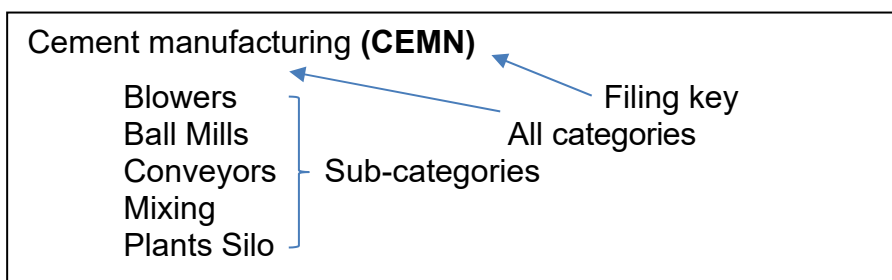 Cement manufacturing (CEMN)
Blowers Filing key
Ball Mills All categories
Conveyors Sub-categories
Mixing
Plants Silo